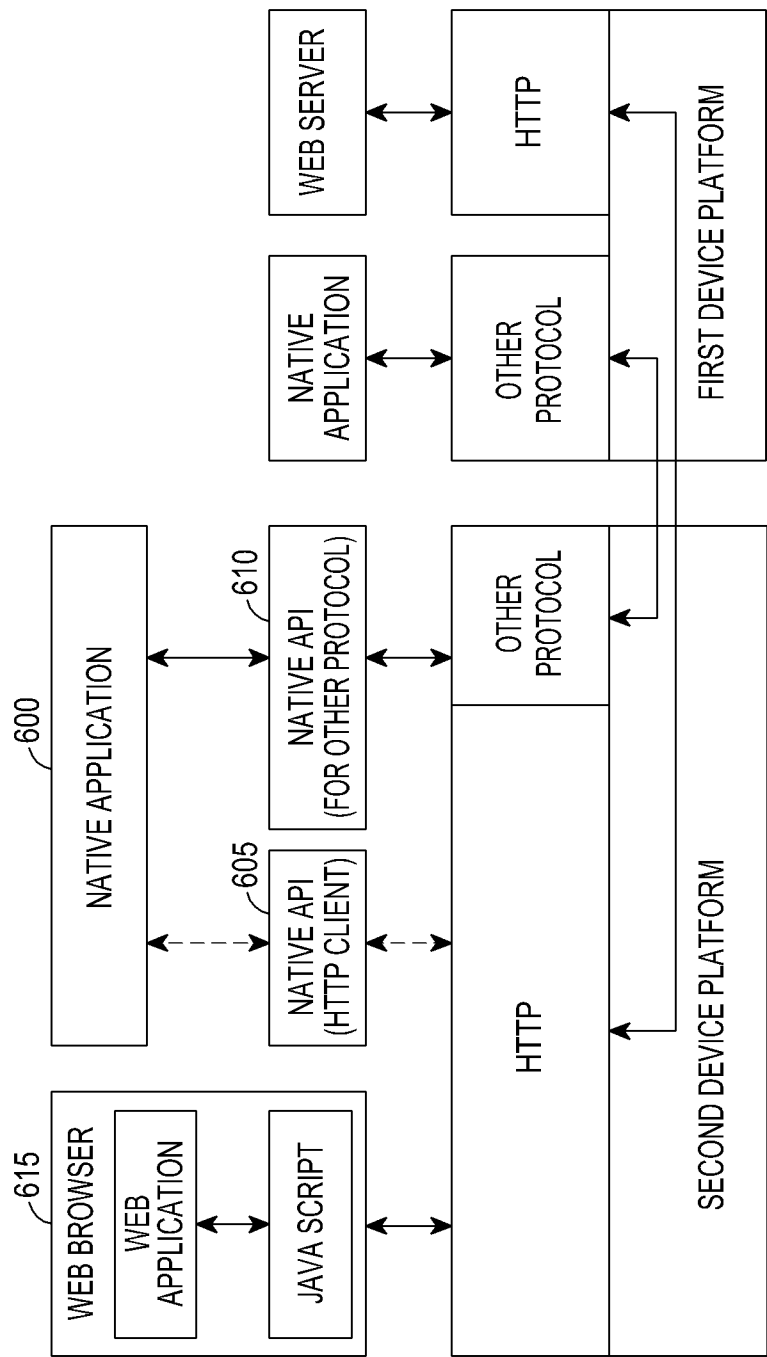 615
WEB BROWSER
WEB
APPLICATION
JAVA SCRIPT
600
NATIVE APPLICATION
605
NATIVE API
(HTTP CLIENT)
610
NATIVE API
(FOR OTHER PROTOCOL)
HTTP
OTHER
PROTOCOL
SECOND DEVICE PLATFORM
NATIVE
APPLICATION
WEB SERVER
OTHER
PROTOCOL
HTTP
FIRST DEVICE PLATFORM